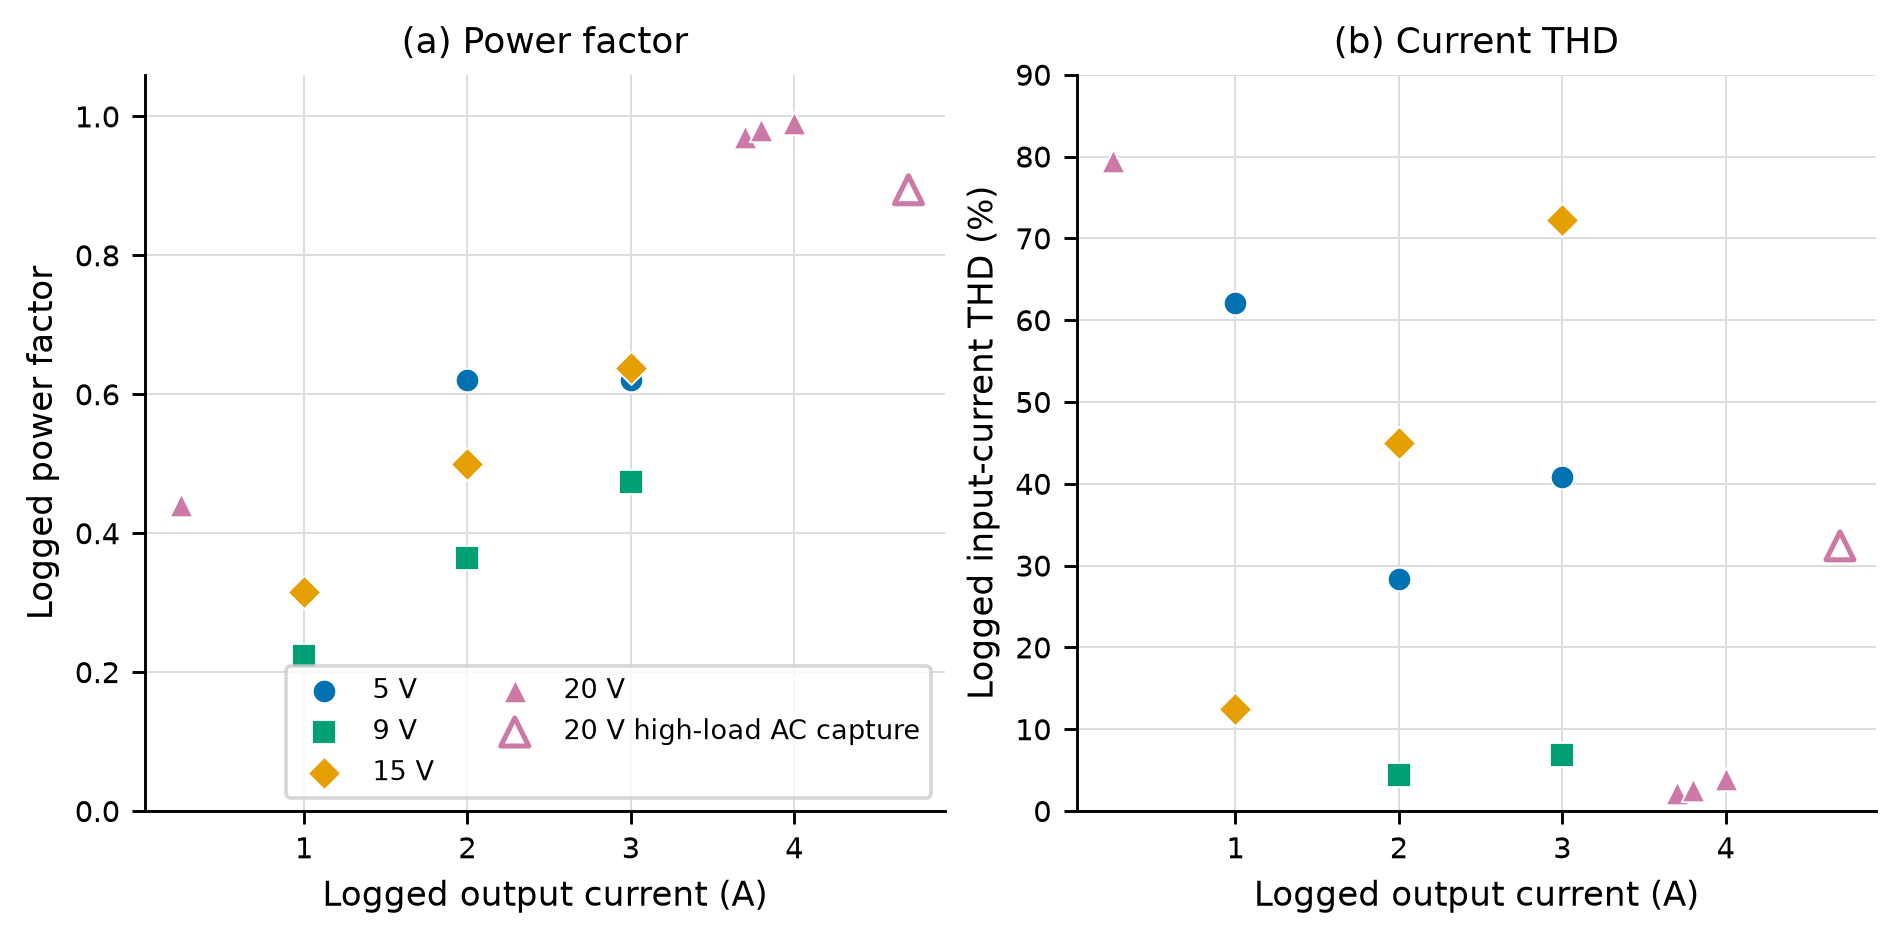 (a) Power factor
Logged power factor
1.0
0.8
0.6
0.4
0.2
0.0
1 2 3 4
Logged output current (A)
5 V
9 V
15 V
20 V
20 V high-load AC capture
(b) Current THD
Logged input-current THD (%)
90
80
70
60
50
40
30
20
10
0
1 2 3 4
Logged output current (A)